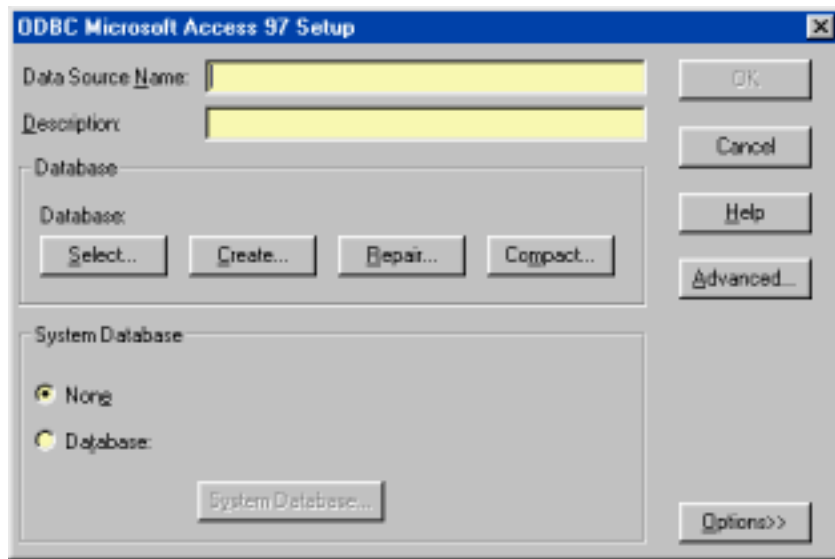 ODBC Microsoft Access 97 Setup
Data Source Name:
OK
Description:
Cancel
Database
Help
Database:
Select...
Create...
Repair...
Compact...
Advanced...
System Database
None
Database:
System Database...
Options>>